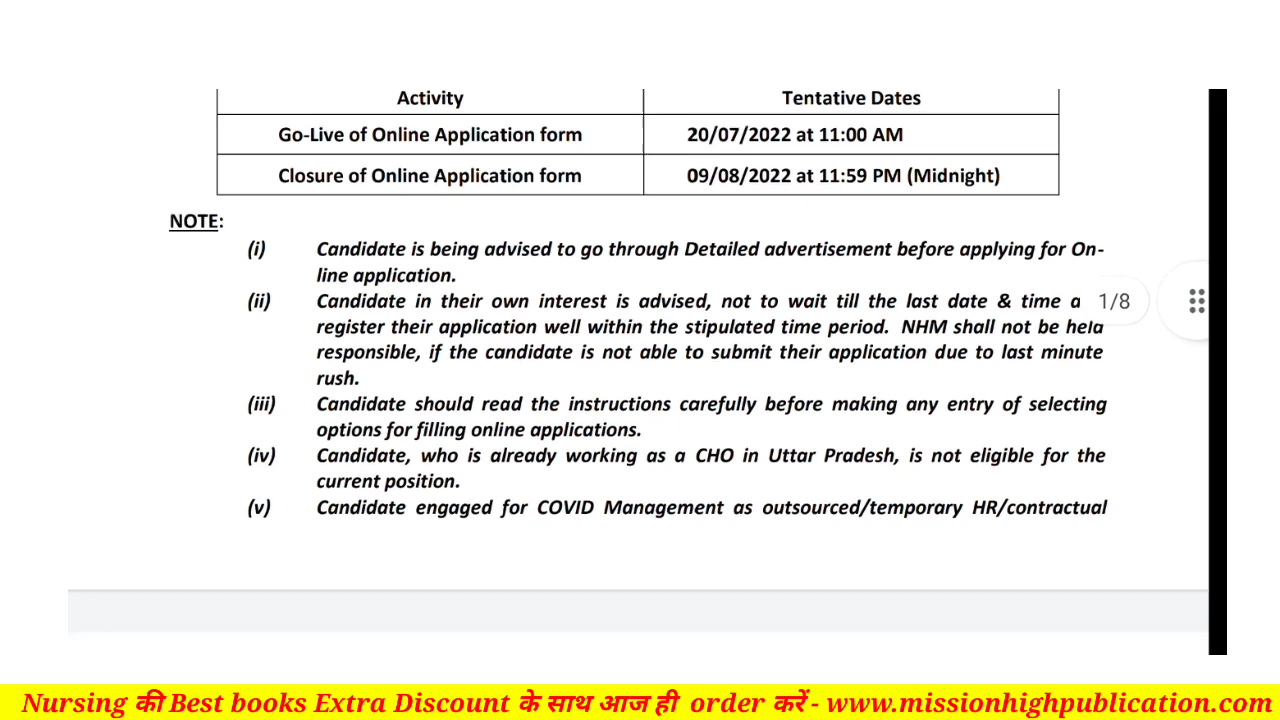 Activity Tentative Dates
Go-Live of Online Application form 20/07/2022 at 11:00 AM
Closure of Online Application form 09/08/2022 at 11:59 PM (Midnight)
NOTE:
(i) Candidate is being advised to go through Detailed advertisement before applying for On-
line application.
(ii) Candidate in their own interest is advised, not to wait till the last date & time
1/8
register their application well within the stipulated time period. NHM shall not be held
responsible, if the candidate is not able to submit their application due to last minute
rush.
(iii) Candidate should read the instructions carefully before making any entry of selecting
options for filling online applications.
(iv) Candidate, who is already working as a CHO in Uttar Pradesh, is not eligible for the
current position.
(v) Candidate engaged for COVID Management as outsourced/temporary HR/contractual
Nursing की Best books Extra Discount के साथ आज ही order करें - www.missionhighpublication.com